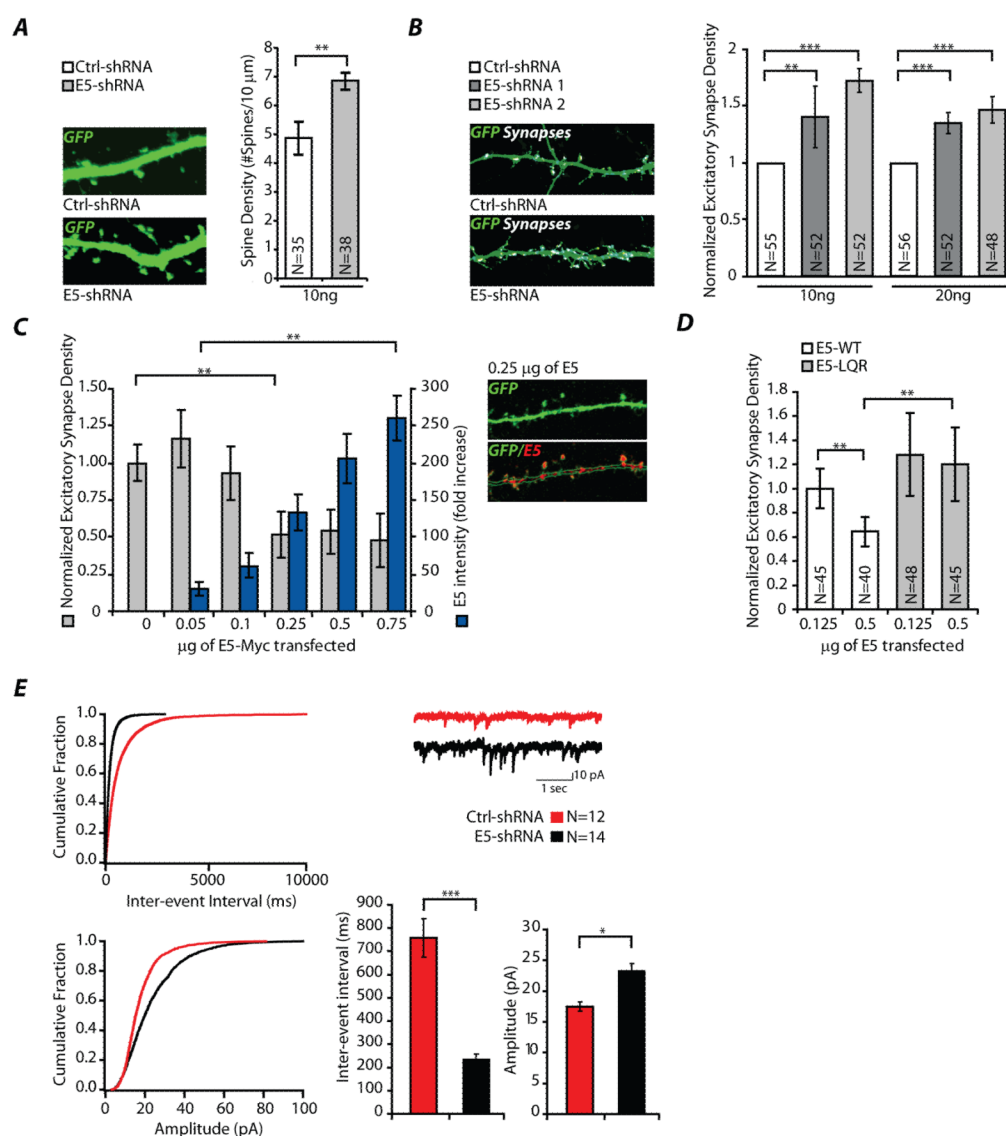 A
Ctrl-shRNA
E5-shRNA
GFP
Ctrl-shRNA
GFP
E5-shRNA
Spine Density (#Spines/10 μm)
8
7
6
5
4
3
2
1
0
**
N=35
N=38
10ng
B
Ctrl-shRNA
E5-shRNA 1
E5-shRNA 2
GFP Synapses
Ctrl-shRNA
GFP Synapses
E5-shRNA
Normalized Excitatory Synapse Density
2
1.5
1
0.5
0
***
**
***
***
N=55
N=52
N=52
N=56
N=52
N=48
10ng
20ng
C
Normalized Excitatory Synapse Density
1.50
1.25
1.00
0.75
0.50
0.25
0
**
**
300
250
200
150
100
50
0
E5 intensity (fold increase)
0 0.05 0.1 0.25 0.5 0.75
μg of E5-Myc transfected
0.25 μg of E5
GFP
GFP/E5
D
E5-WT
E5-LQR
Normalized Excitatory Synapse Density
1.8
1.6
1.4
1.2
1.0
0.8
0.6
0.4
0.2
0
**
**
N=45
N=40
N=48
N=45
0.125 0.5 0.125 0.5
μg of E5 transfected
E
Cumulative Fraction
1.0
0.8
0.6
0.4
0.2
0.0
0 5000 10000
Inter-event Interval (ms)
10 pA
1 sec
Ctrl-shRNA N=12
E5-shRNA N=14
Cumulative Fraction
1.0
0.8
0.6
0.4
0.2
0.0
0 20 40 60 80 100
Amplitude (pA)
Inter-event interval (ms)
1000
900
800
700
600
500
400
300
200
100
0
***
Amplitude (pA)
30
25
20
15
10
5
0
*